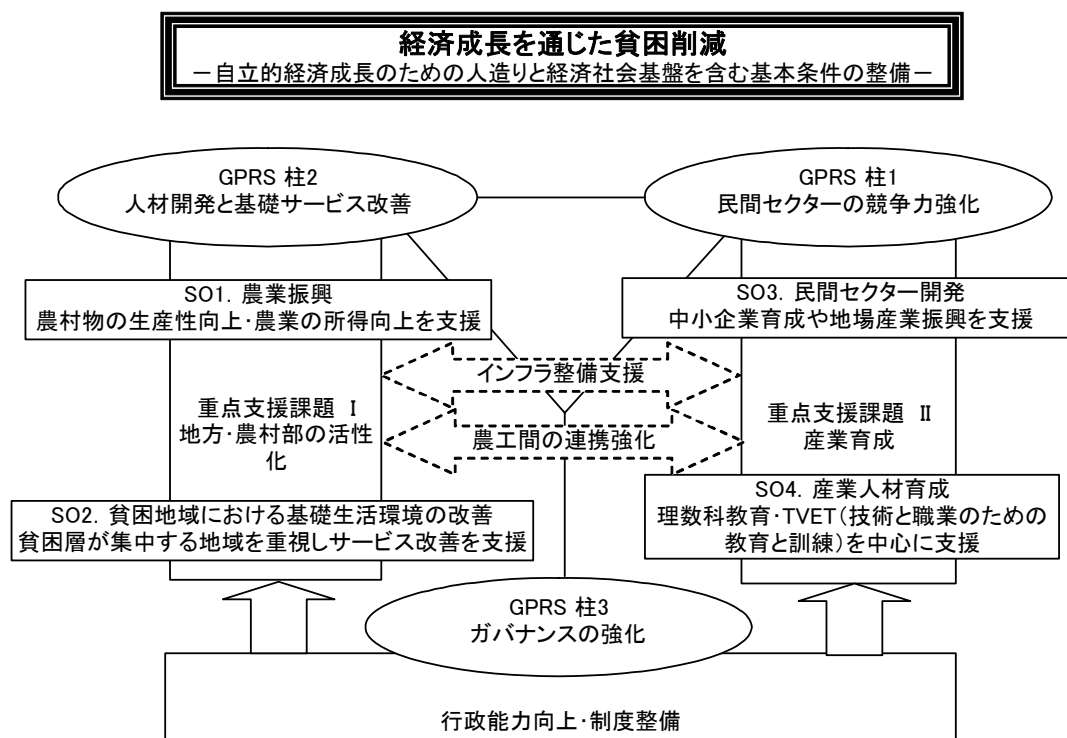 経済成長を通じた貧困削減
－自立的経済成長のための人造りと経済社会基盤を含む基本条件の整備－
GPRS 柱2
人材開発と基礎サービス改善
GPRS 柱1
民間セクターの競争力強化
SO1．農業振興
農村物の生産性向上･農業の所得向上を支援
SO3．民間セクター開発
中小企業育成や地場産業振興を支援
インフラ整備支援
重点支援課題 Ⅰ
地方･農村部の活性
化
農工間の連携強化
重点支援課題 Ⅱ
産業育成
SO2．貧困地域における基礎生活環境の改善
貧困層が集中する地域を重視しサービス改善を支援
SO4．産業人材育成
理数科教育･TVET（技術と職業のための
教育と訓練）を中心に支援
GPRS 柱3
ガバナンスの強化
行政能力向上･制度整備